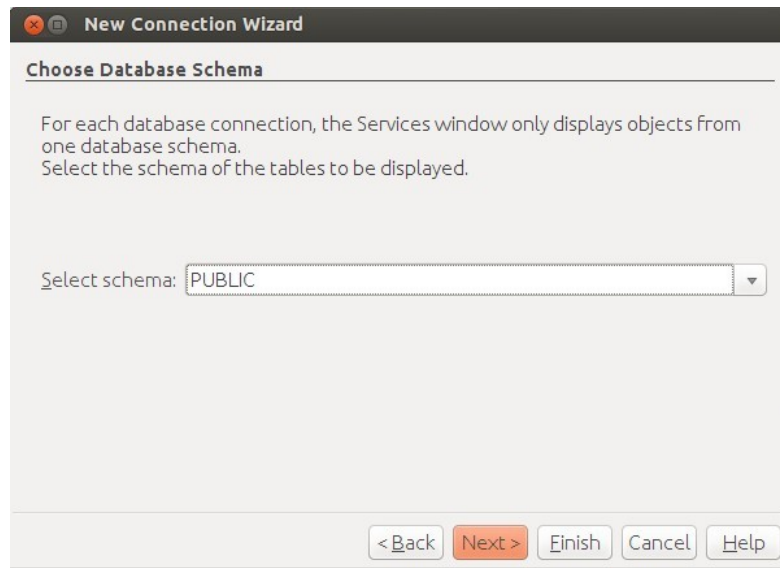 New Connection Wizard
Choose Database Schema
For each database connection, the Services window only displays objects from
one database schema.
Select the schema of the tables to be displayed.
Select schema: PUBLIC
< Back Next > Finish Cancel Help